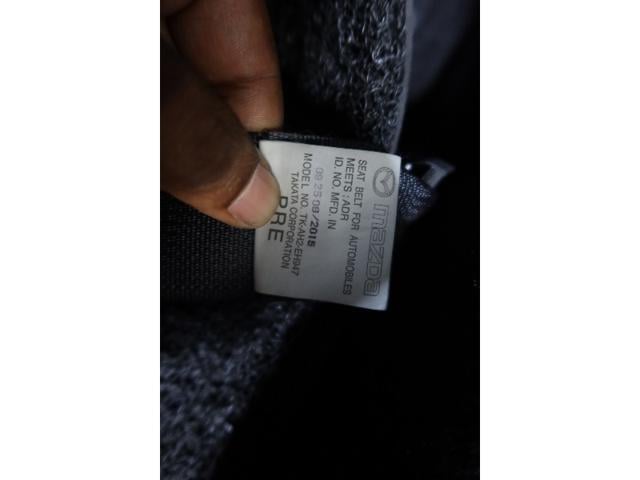 mazda
SEAT BELT FOR AUTOMOBILES
MEETS : ADR
ID. NO. MFD. IN
09 25 08/2015
MODEL NO. TK-AH2-EH947
TAKATA CORPORATION
PRE